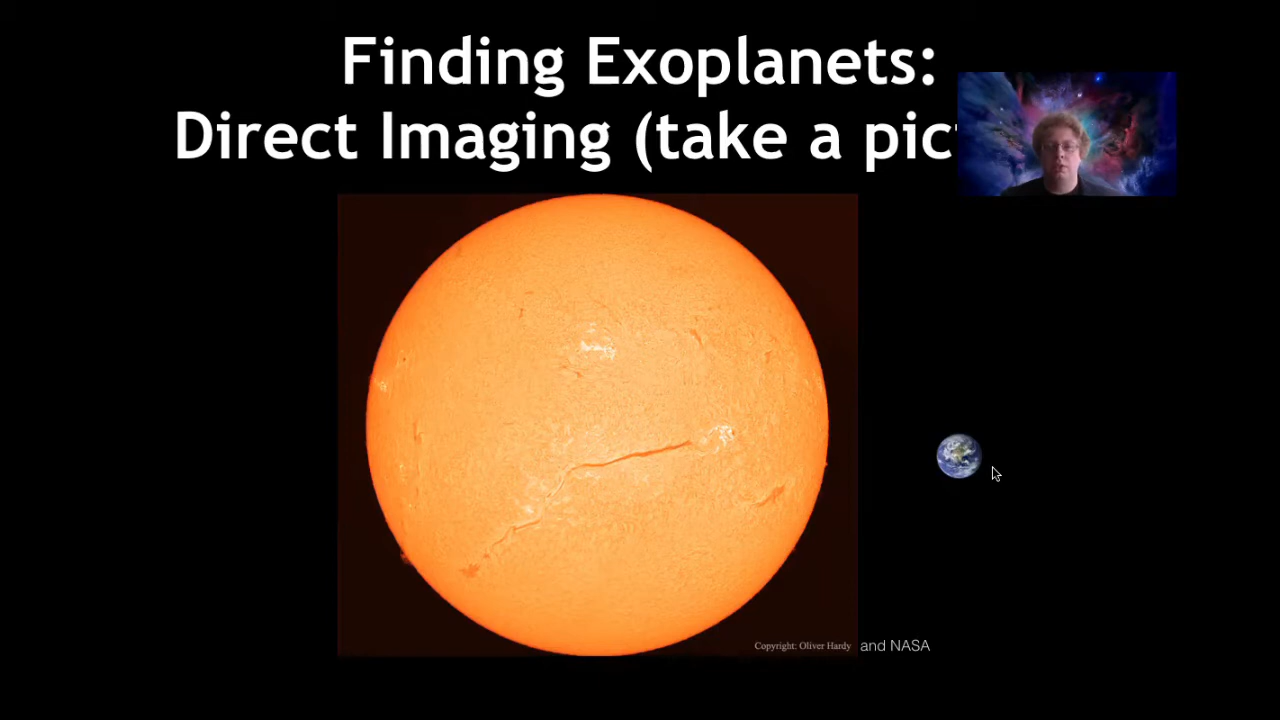 Finding Exoplanets:
Direct Imaging (take a pic
Copyright: Oliver Hardy and NASA